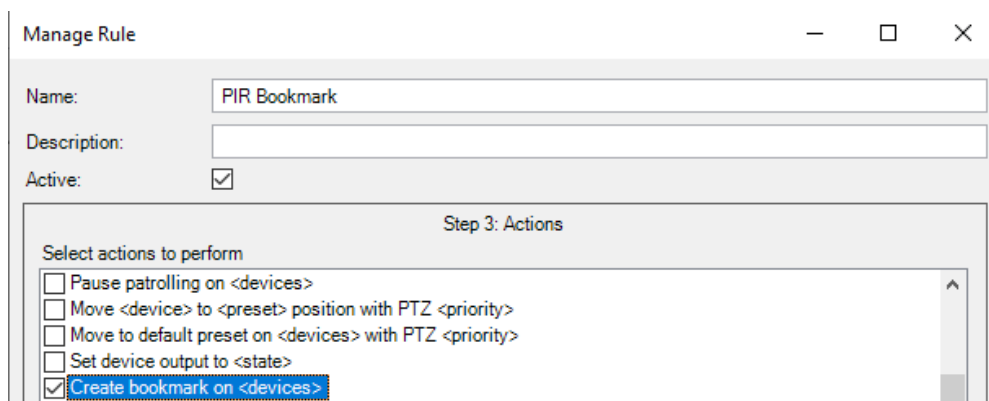 Manage Rule
Name: PIR Bookmark
Description:
Active:
Step 3: Actions
Select actions to perform
Pause patrolling on <devices>
Move <device> to <preset> position with PTZ <priority>
Move to default preset on <devices> with PTZ <priority>
Set device output to <state>
Create bookmark on <devices>